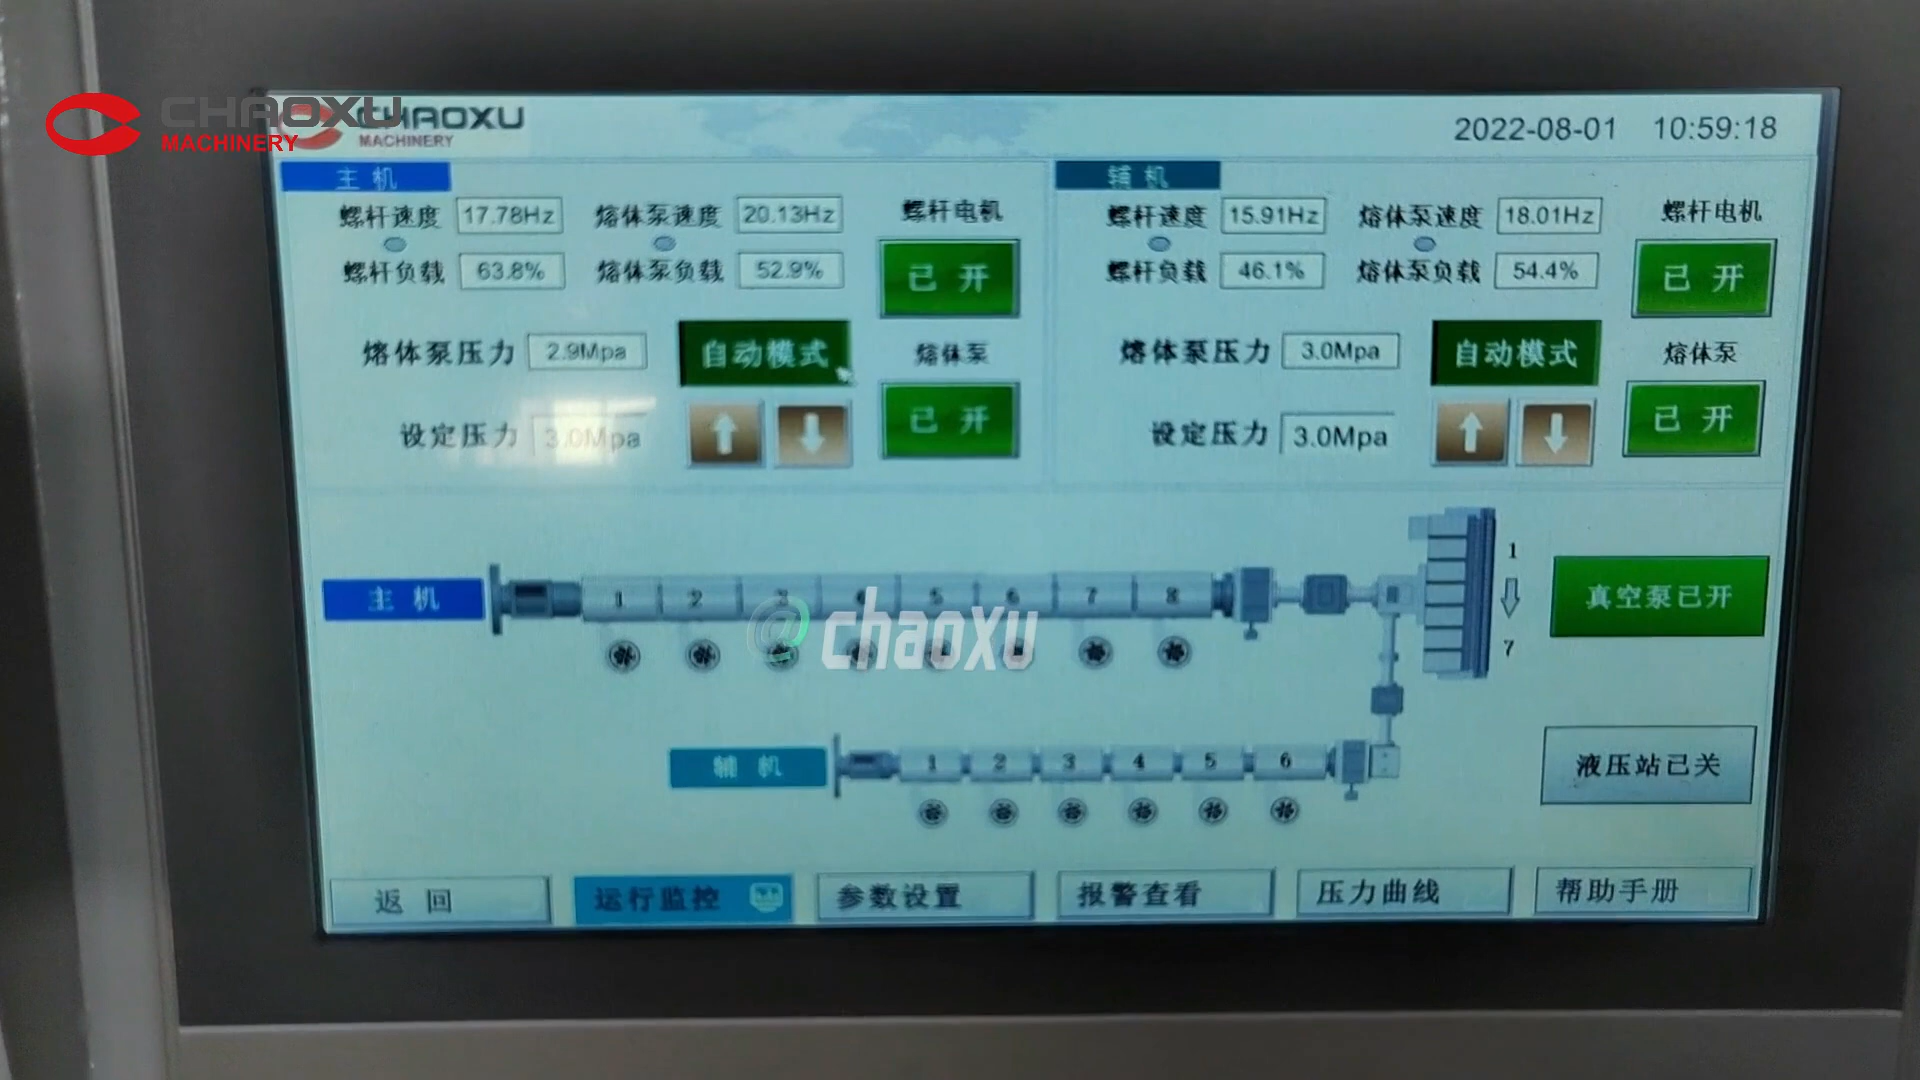 CHAOXU
MACHINERY
CHAOXU
MACHINERY
2022-08-01 10:59:18
主 机
螺杆速度 17.78Hz 熔体泵速度 20.13Hz 螺杆电机
螺杆负载 63.8% 熔体泵负载 52.9% 已 开
熔体泵压力 2.9Mpa 自动模式 熔体泵
设定压力 3.0Mpa 已 开
辅 机
螺杆速度 15.91Hz 熔体泵速度 18.01Hz 螺杆电机
螺杆负载 46.1% 熔体泵负载 54.4% 已 开
熔体泵压力 3.0Mpa 自动模式 熔体泵
设定压力 3.0Mpa 已 开
主 机 1 2 3 4 5 6 7 8
1
7
真空泵已开
@chaoxu
辅 机 1 2 3 4 5 6
液压站已关
返 回 运行监控 参数设置 报警查看 压力曲线 帮助手册